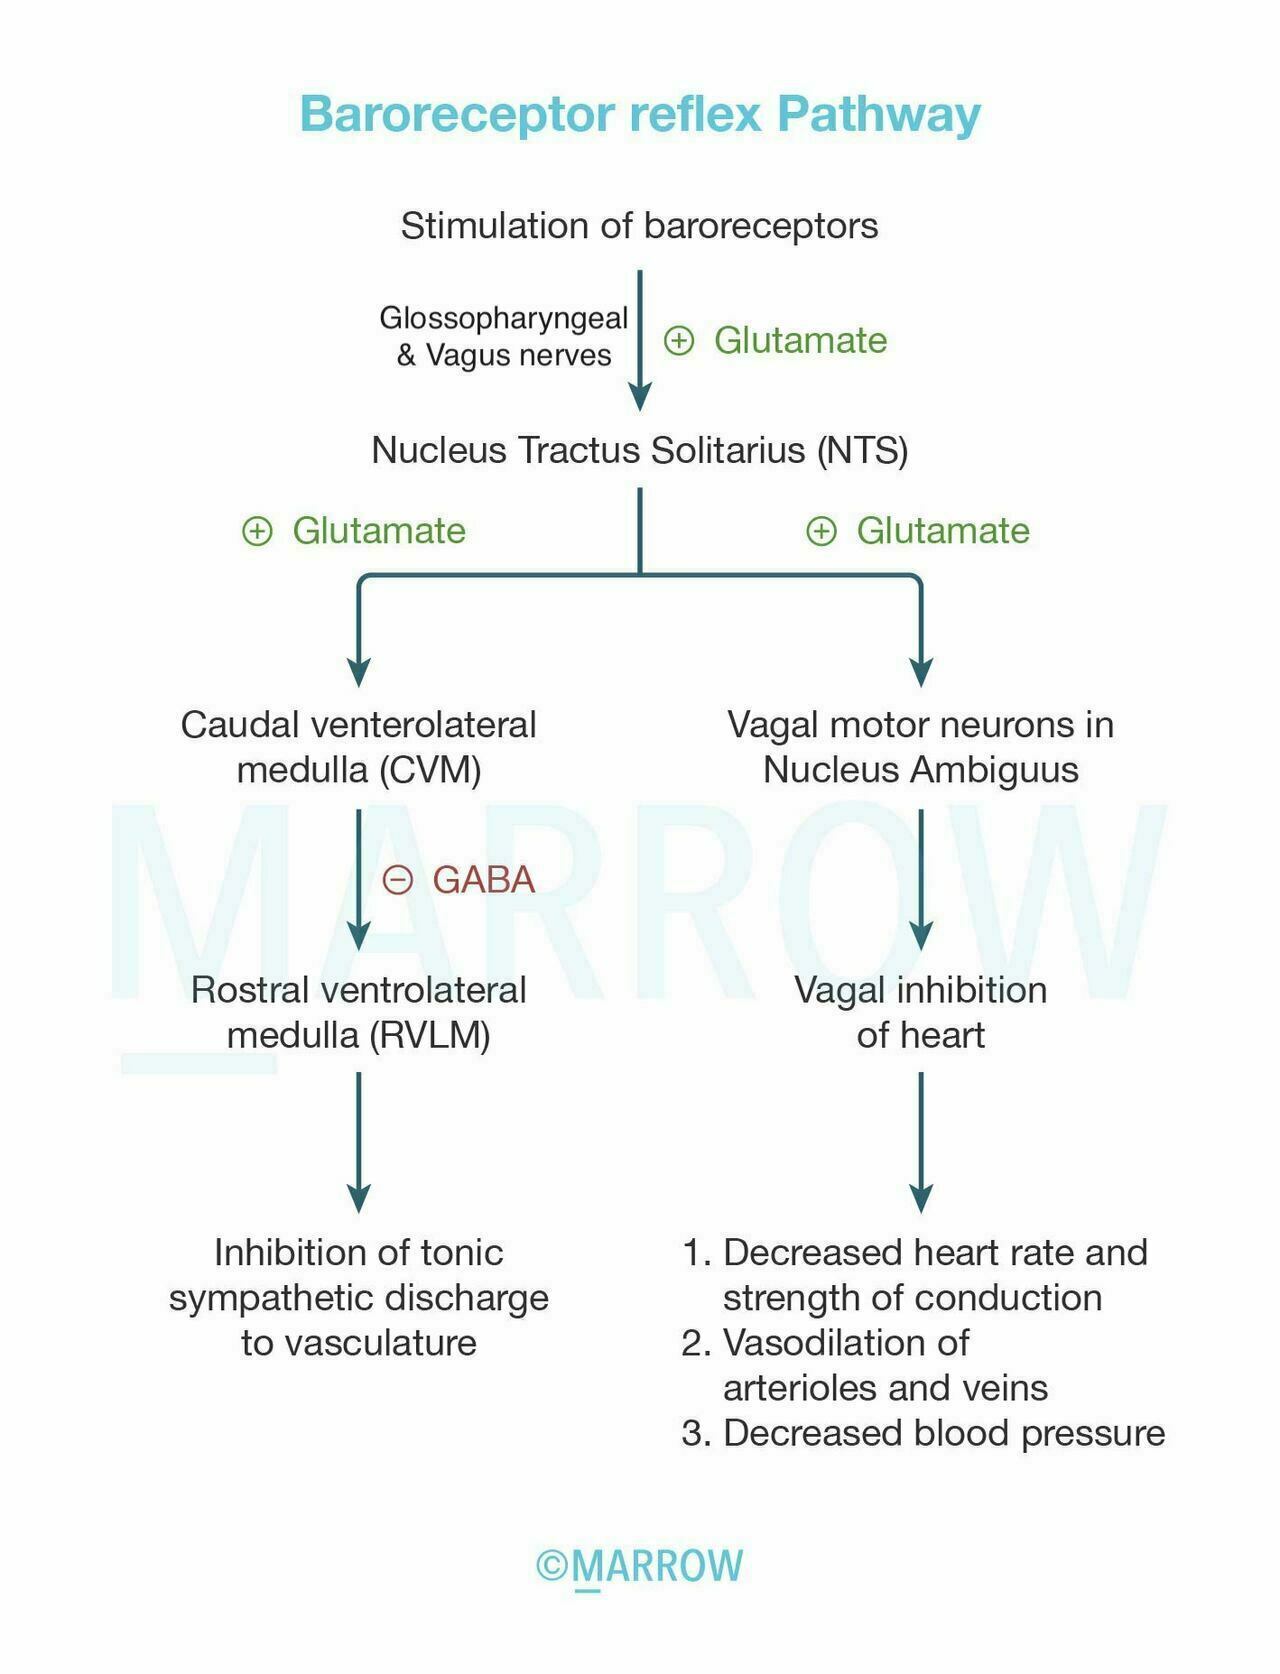 Baroreceptor reflex Pathway
Stimulation of baroreceptors
Glossopharyngeal
& Vagus nerves
⊕ Glutamate
Nucleus Tractus Solitarius (NTS)
⊕ Glutamate
⊕ Glutamate
Caudal venterolateral
medulla (CVM)
Vagal motor neurons in
Nucleus Ambiguus
MARROW
⊖ GABA
Rostral ventrolateral
medulla (RVLM)
Vagal inhibition
of heart
Inhibition of tonic
sympathetic discharge
to vasculature
1. Decreased heart rate and
strength of conduction
2. Vasodilation of
arterioles and veins
3. Decreased blood pressure
©MARROW